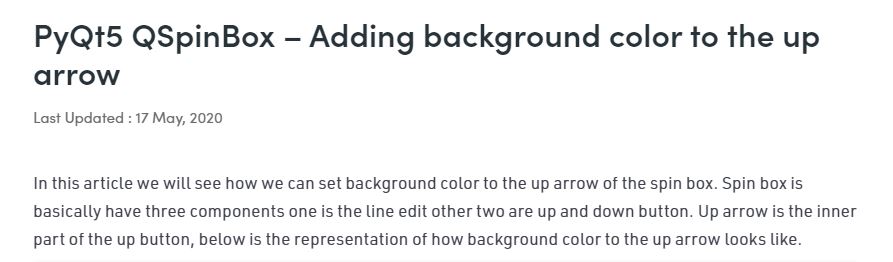 PyQt5 QSpinBox – Adding background color to the up
arrow
Last Updated : 17 May, 2020
In this article we will see how we can set background color to the up arrow of the spin box. Spin box is
basically have three components one is the line edit other two are up and down button. Up arrow is the inner
part of the up button, below is the representation of how background color to the up arrow looks like.